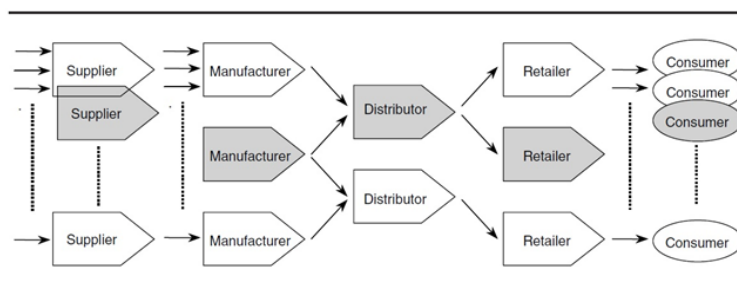 Supplier
Manufacturer
Retailer
Consumer
Consumer
Supplier
Distributor
Consumer
Manufacturer
Retailer
Distributor
Supplier
Manufacturer
Retailer
Consumer